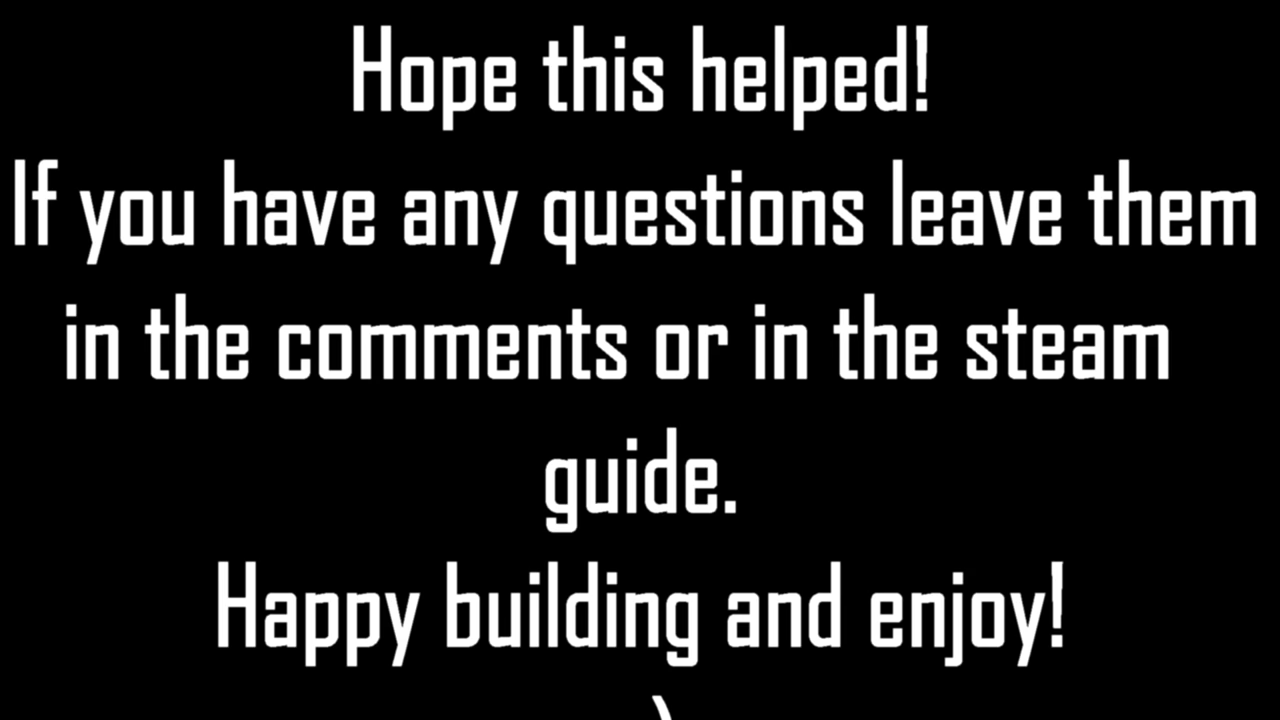 Hope this helped!
If you have any questions leave them
in the comments or in the steam
guide.
Happy building and enjoy!
)